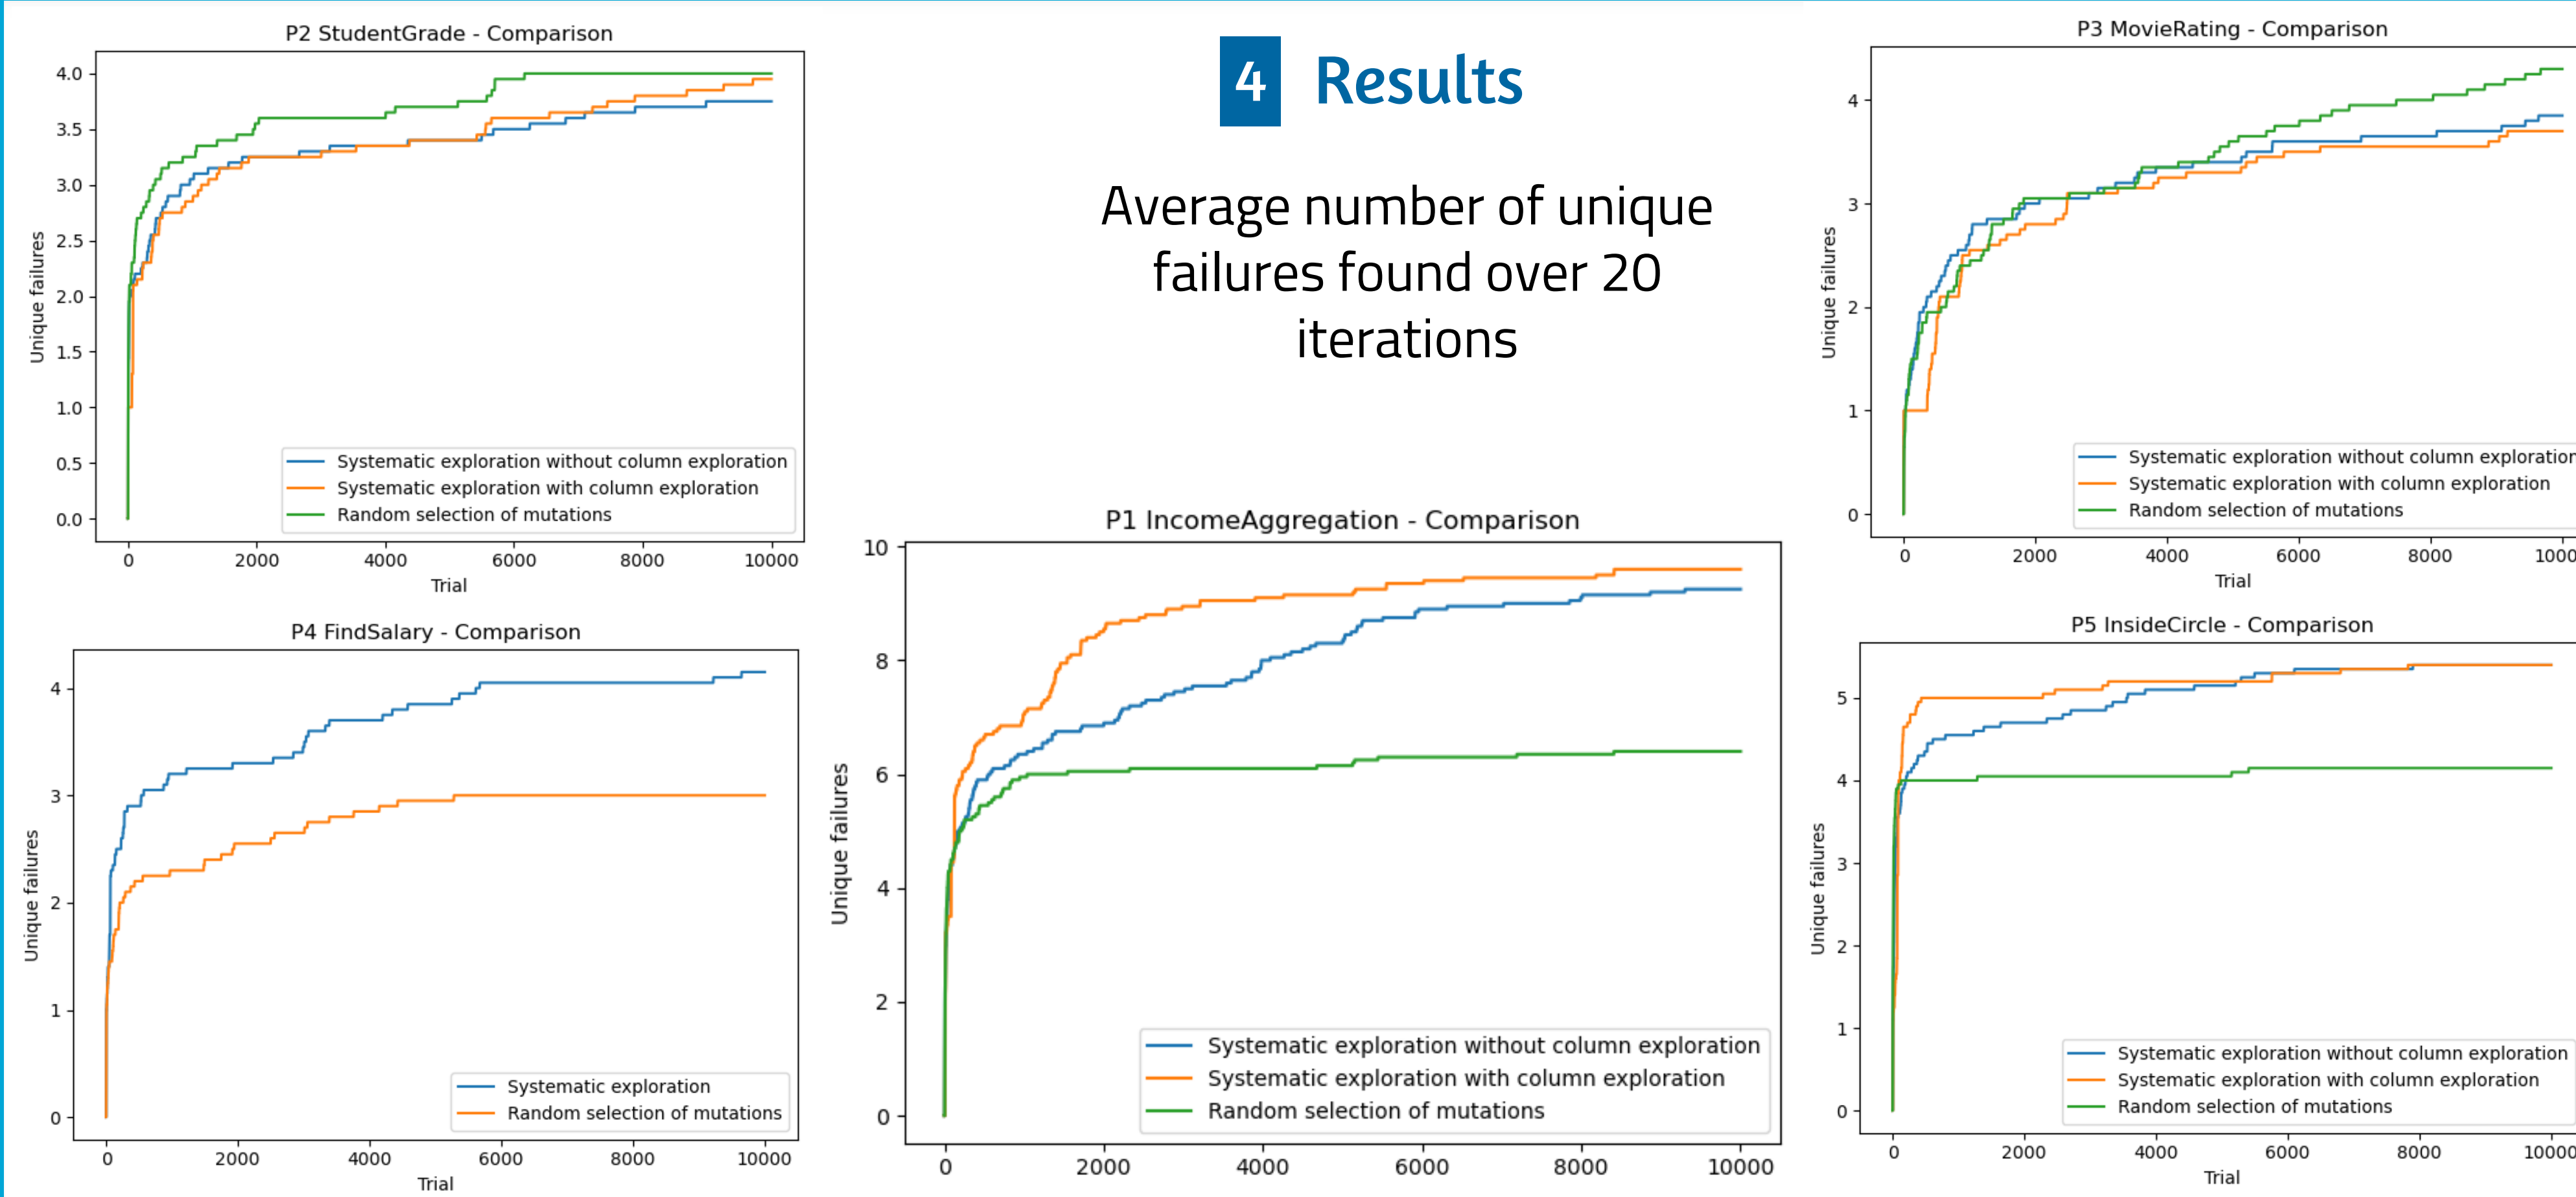 P2 StudentGrade - Comparison
Unique failures
4.0
3.5
3.0
2.5
2.0
1.5
1.0
0.5
0.0
Systematic exploration without column exploration
Systematic exploration with column exploration
Random selection of mutations
0 2000 4000 6000 8000 10000
Trial
4 Results
Average number of unique
failures found over 20
iterations
P3 MovieRating - Comparison
Unique failures
4
3
2
1
0
Systematic exploration without column exploration
Systematic exploration with column exploration
Random selection of mutations
0 2000 4000 6000 8000 1000
Trial
P4 FindSalary - Comparison
Unique failures
4
3
2
1
0
Systematic exploration
Random selection of mutations
0 2000 4000 6000 8000 10000
Trial
P1 IncomeAggregation - Comparison
Unique failures
10
8
6
4
2
0
Systematic exploration without column exploration
Systematic exploration with column exploration
Random selection of mutations
0 2000 4000 6000 8000 10000
P5 InsideCircle - Comparison
Unique failures
5
4
3
2
1
0
Systematic exploration without column exploration
Systematic exploration with column exploration
Random selection of mutations
0 2000 4000 6000 8000 1000
Trial